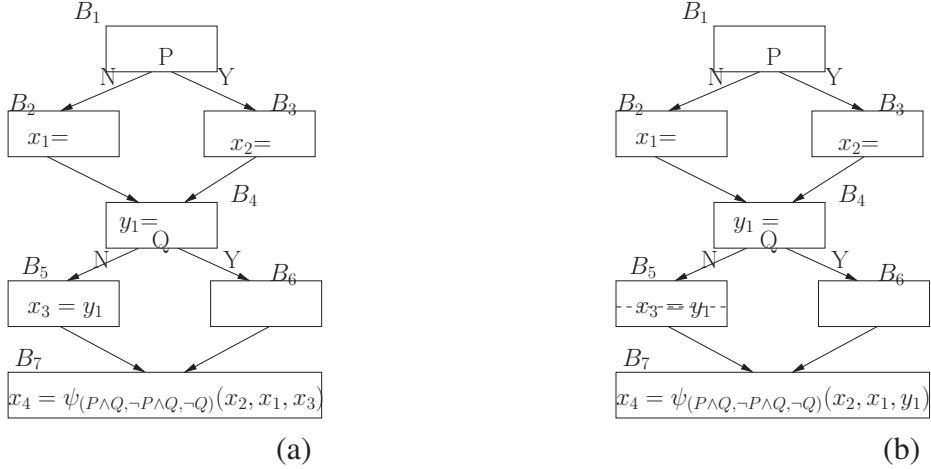 B₁
P
N Y
B₂ B₃
x₁=
x₂=
B₄
y₁=
Q
N Y
B₅ B₆
x₃ = y₁
B₇
x₄ = ψ₍P∧Q,¬P∧Q,¬Q₎(x₂, x₁, x₃)
(a)
B₁
P
N Y
B₂ B₃
x₁=
x₂=
B₄
y₁ =
Q
N Y
B₅ B₆
x₃ = y₁
B₇
x₄ = ψ₍P∧Q,¬P∧Q,¬Q₎(x₂, x₁, y₁)
(b)